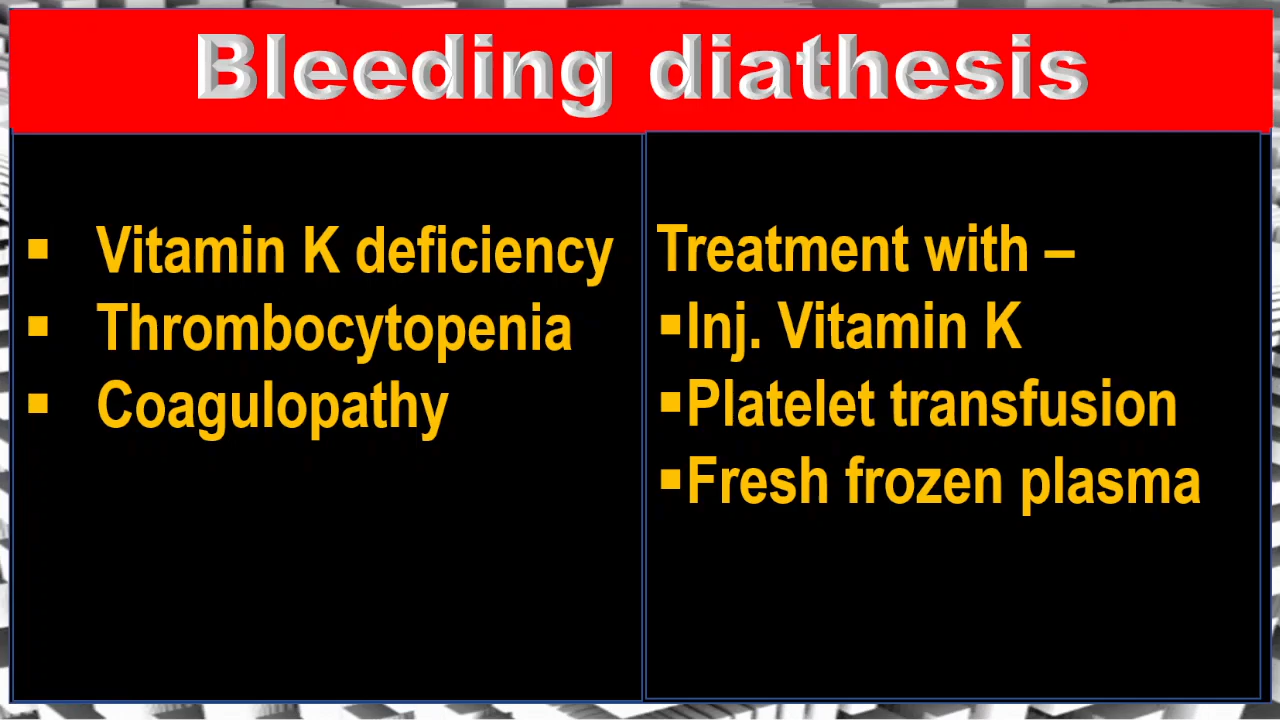 Bleeding diathesis
▪ Vitamin K deficiency
▪ Thrombocytopenia
▪ Coagulopathy
Treatment with –
▪Inj. Vitamin K
▪Platelet transfusion
▪Fresh frozen plasma